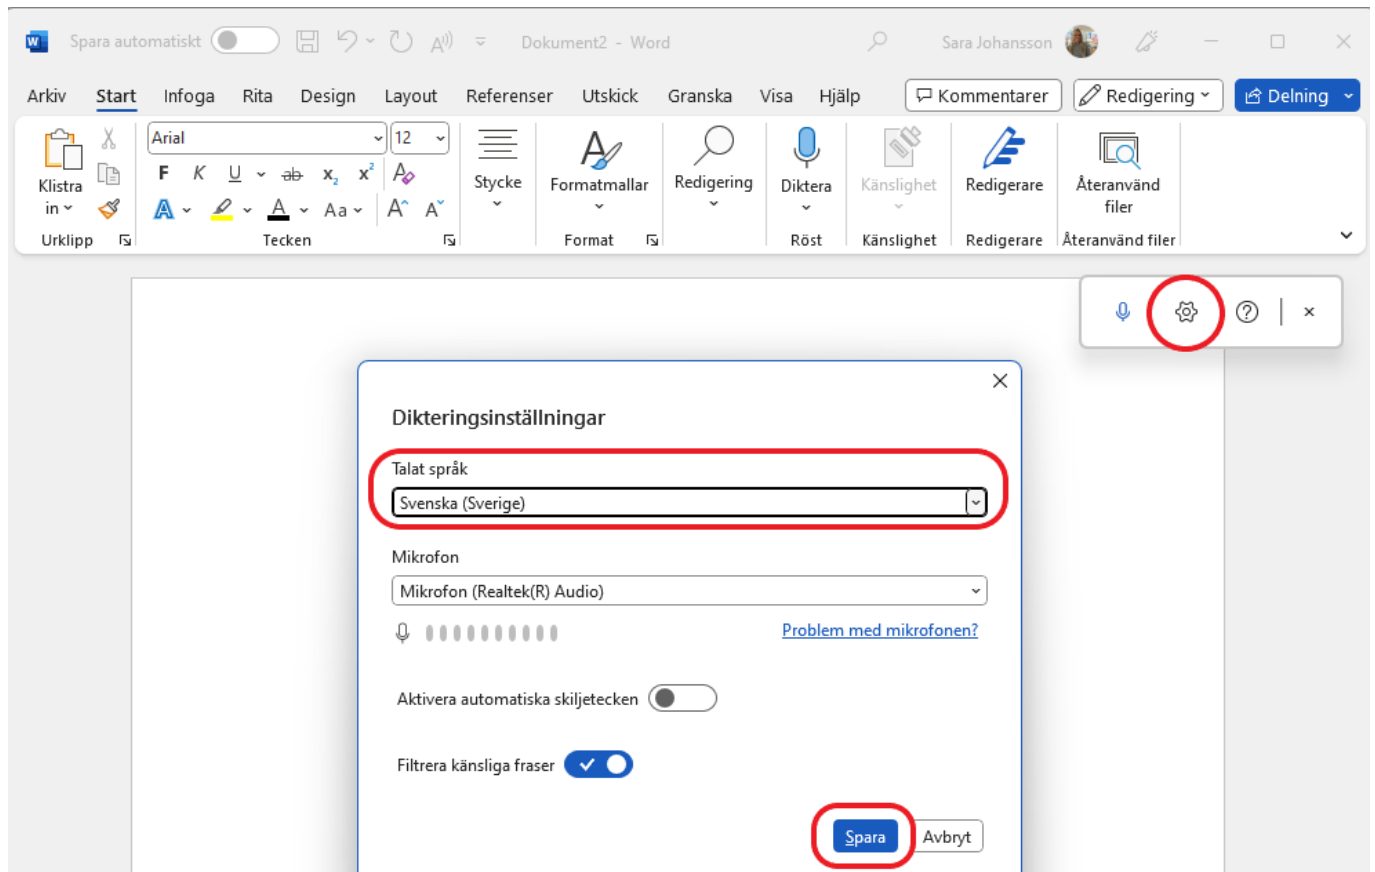 Spara automatiskt
Dokument2 - Word
Sara Johansson
Arkiv Start Infoga Rita Design Layout Referenser Utskick Granska Visa Hjälp Kommentarer Redigering Delning
Arial 12
F K U ab x₂ x² A
A A Aa A A
Klistra in
Stycke
Formatmallar
Redigering
Diktera
Känslighet
Redigerare
Återanvänd filer
Urklipp Tecken Format Röst Känslighet Redigerare Återanvänd filer
Dikteringsinställningar
Talat språk
Svenska (Sverige)
Mikrofon
Mikrofon (Realtek(R) Audio)
Problem med mikrofonen?
Aktivera automatiska skiljetecken
Filtrera känsliga fraser
Spara Avbryt